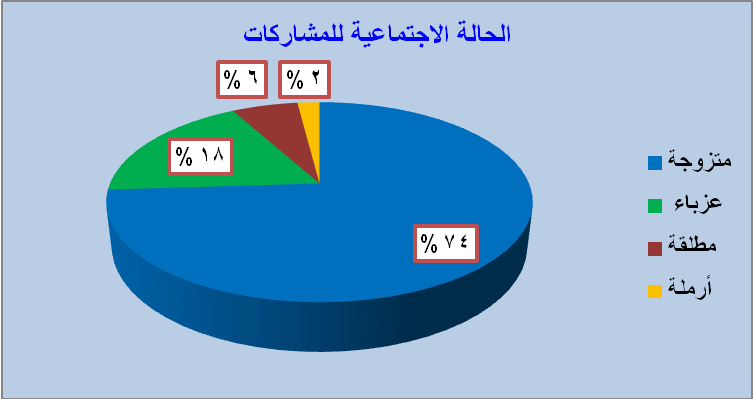 الحالة الاجتماعية للمشاركات
٦ %
٢ %
١٨ %
٧٤ %
متزوجة
عزباء
مطلقة
أرملة